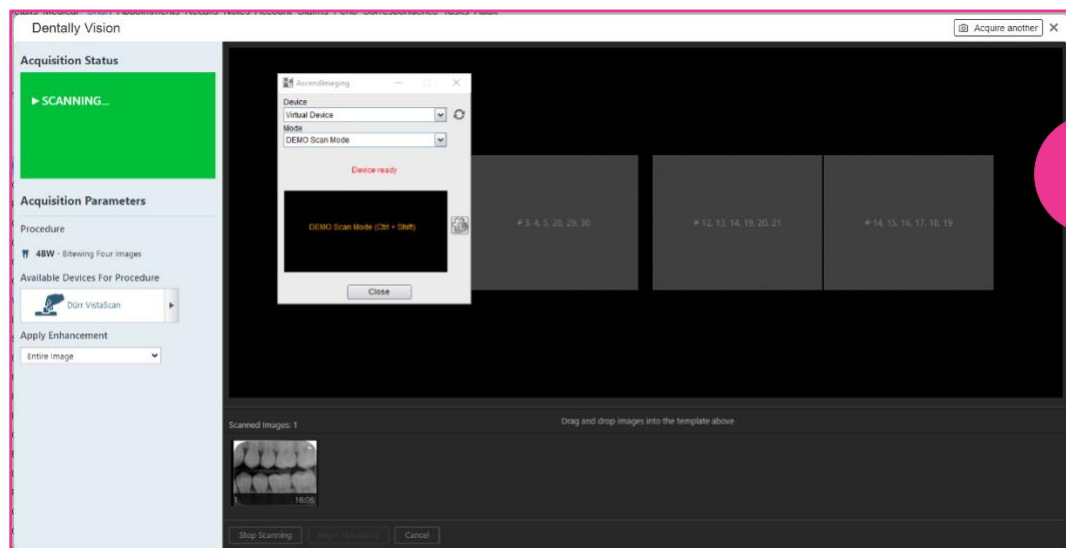 Dentally Vision
Acquire another
Acquisition Status
SCANNING...
Acquisition Parameters
Procedure
4BW - Bitewing Four Images
Available Devices For Procedure
Dürr VistaScan
Apply Enhancement
Entire Image
AscendImaging
Device
Virtual Device
Mode
DEMO Scan Mode
Device ready
DEMO Scan Mode (Ctrl + Shift)
Close
# 3, 4, 5, 28, 29, 30
# 12, 13, 14, 19, 20, 21
# 14, 15, 16, 17, 18, 19
Scanned Images: 1
Drag and drop images into the template above
1 16:05
Stop Scanning
Cancel